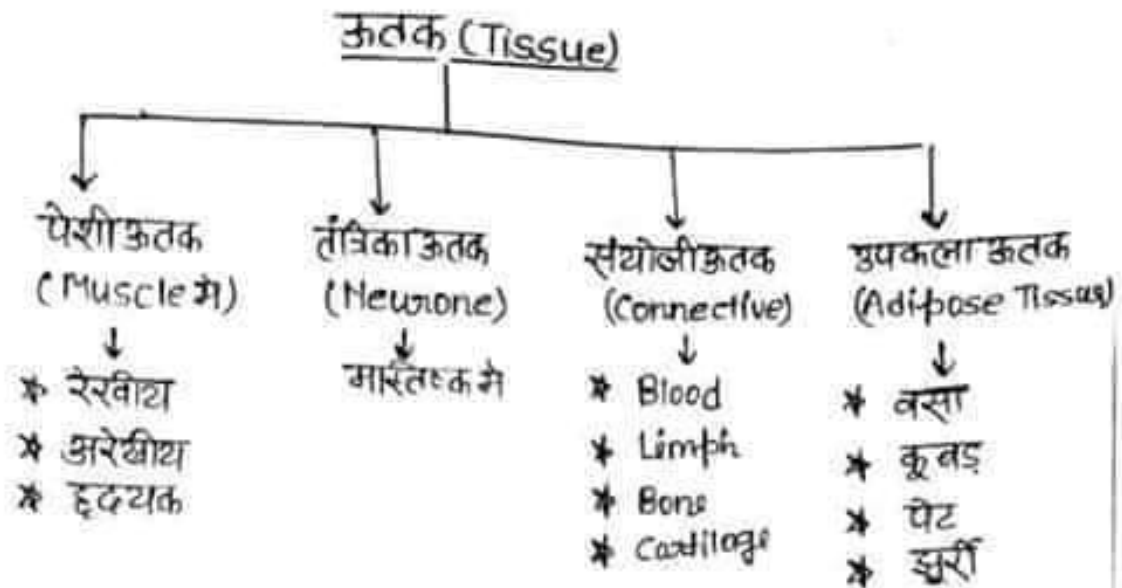 ऊतक (Tissue)
पेशीऊतक
(Muscle में)
* रेखीय
* अरेखीय
* हृदयक
तंत्रिकाऊतक
(Neurone)
मास्तिष्क मे
संयोजीऊतक
(Connective)
* Blood
* Limph
* Bone
* Cartilage
उपकला ऊतक
(Adipose Tissue)
* वसा
* कूबड़
* पेट
* झुर्री